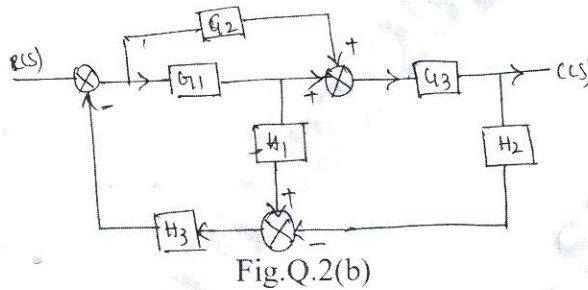 G2
+
R(S)
G1
+
G3
C(S)
-
H1
H2
+
H3
-
Fig.Q.2(b)